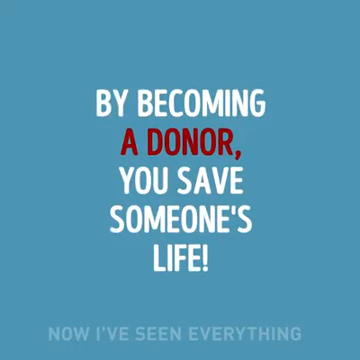 BY BECOMING
A DONOR,
YOU SAVE
SOMEONE'S
LIFE!
NOW I'VE SEEN EVERYTHING